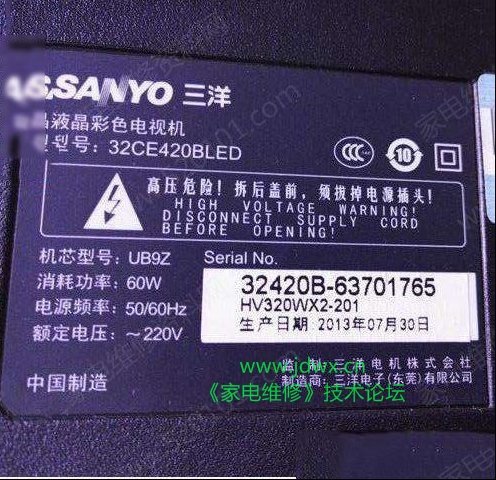 SANYO 三洋
晶液晶彩色电视机
型号: 32CE420BLED
高压危险! 拆后盖前, 须拔掉电源插头!
HIGH VOLTAGE WARNING!
DISCONNECT SUPPLY CORD
BEFORE OPENING!
机芯型号: UB9Z
消耗功率: 60W
电源频率: 50/60Hz
额定电压: ～220V
中国制造
Serial No.
32420B-63701765
HV320WX2-201
生产日期 2013年07月30日
监 制: 三洋电机株式会社
制造商: 三洋电子(东莞)有限公司
www.jdwx.cn
《家电维修》技术论坛